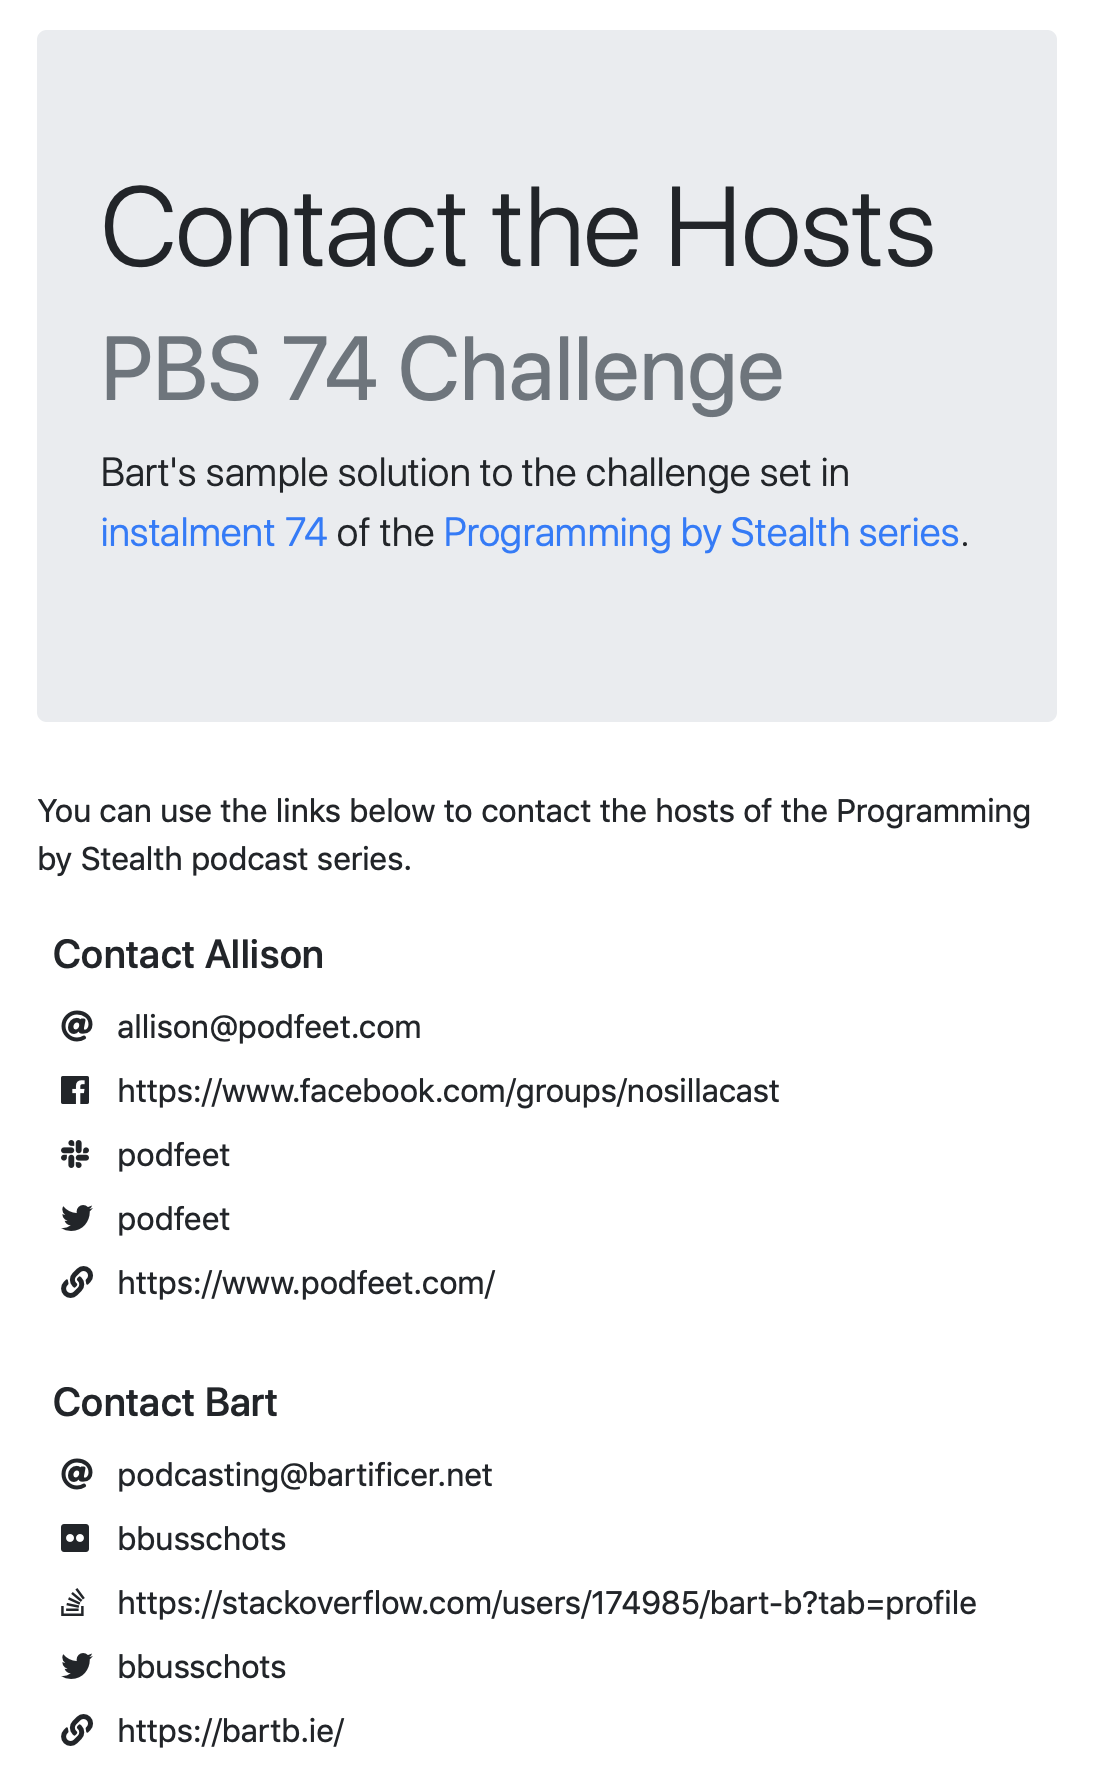 Contact the Hosts
PBS 74 Challenge
Bart's sample solution to the challenge set in
instalment 74 of the Programming by Stealth series.
You can use the links below to contact the hosts of the Programming
by Stealth podcast series.
Contact Allison
allison@podfeet.com
https://www.facebook.com/groups/nosillacast
podfeet
podfeet
https://www.podfeet.com/
Contact Bart
podcasting@bartificer.net
bbusschots
https://stackoverflow.com/users/174985/bart-b?tab=profile
bbusschots
https://bartb.ie/